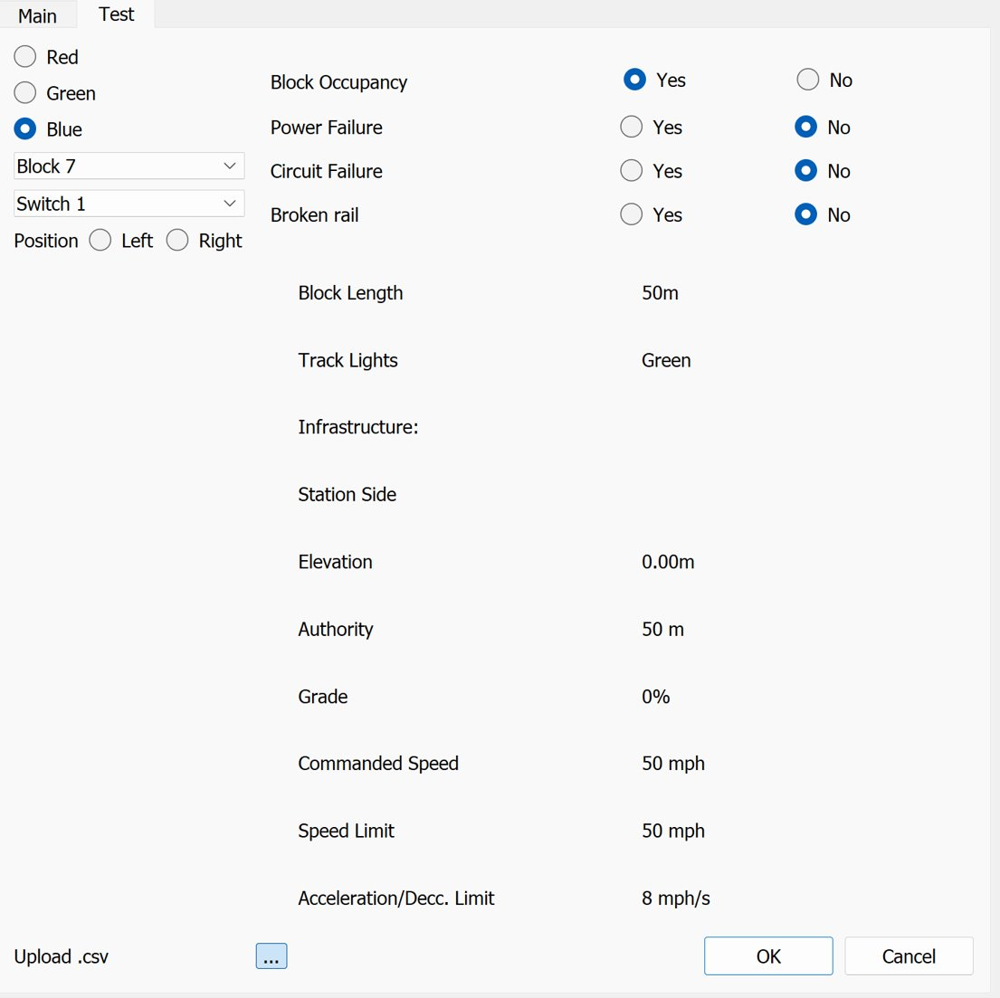 Main Test
Red
Green
Blue
Block 7
Switch 1
Position Left Right
Block Occupancy Yes No
Power Failure Yes No
Circuit Failure Yes No
Broken rail Yes No
Block Length 50m
Track Lights Green
Infrastructure:
Station Side
Elevation 0.00m
Authority 50 m
Grade 0%
Commanded Speed 50 mph
Speed Limit 50 mph
Acceleration/Decc. Limit 8 mph/s
Upload .csv ... OK Cancel